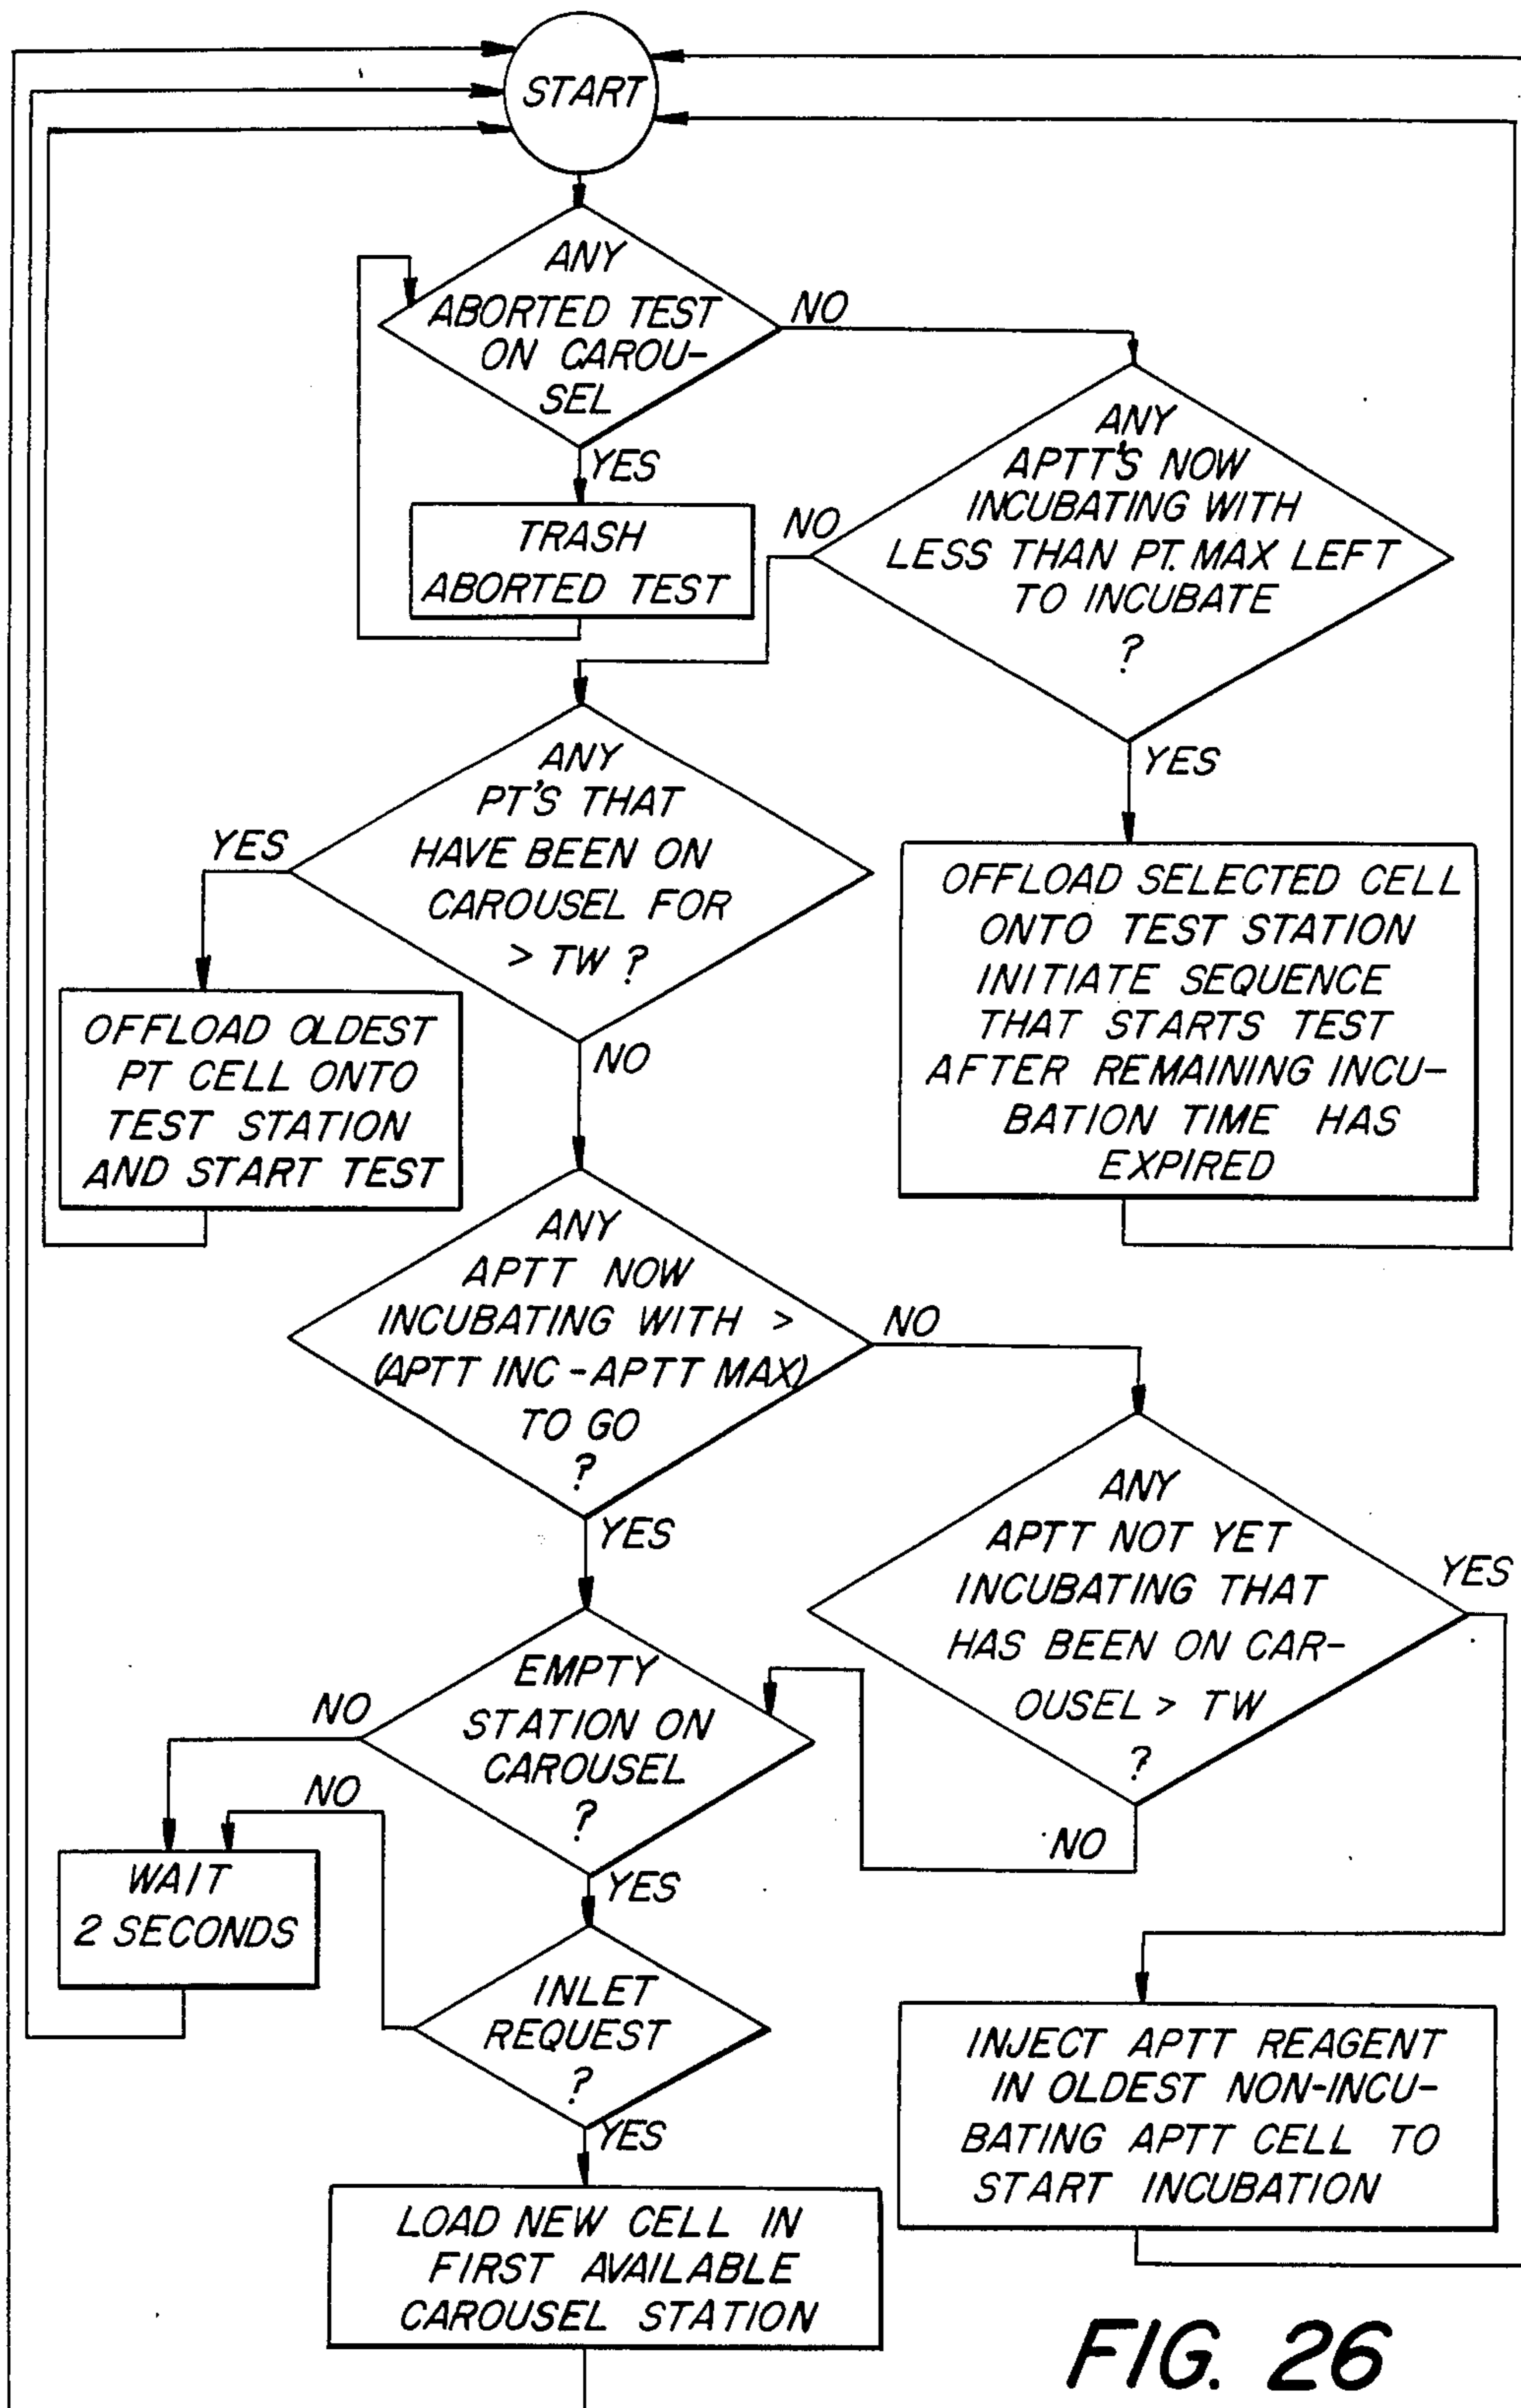 START
ANY
ABORTED TEST
ON CAROU-
SEL
NO
YES
TRASH
ABORTED TEST
ANY
APTT'S NOW
INCUBATING WITH
LESS THAN PT. MAX LEFT
TO INCUBATE
?
NO
YES
ANY
PT'S THAT
HAVE BEEN ON
CAROUSEL FOR
> TW ?
YES
NO
OFFLOAD OLDEST
PT CELL ONTO
TEST STATION
AND START TEST
OFFLOAD SELECTED CELL
ONTO TEST STATION
INITIATE SEQUENCE
THAT STARTS TEST
AFTER REMAINING INCU-
BATION TIME HAS
EXPIRED
ANY
APTT NOW
INCUBATING WITH >
(APTT INC - APTT MAX)
TO GO
?
NO
YES
ANY
APTT NOT YET
INCUBATING THAT
HAS BEEN ON CAR-
OUSEL > TW
?
YES
NO
EMPTY
STATION ON
CAROUSEL
?
NO
YES
WAIT
2 SECONDS
INLET
REQUEST
?
NO
YES
INJECT APTT REAGENT
IN OLDEST NON-INCU-
BATING APTT CELL TO
START INCUBATION
LOAD NEW CELL IN
FIRST AVAILABLE
CAROUSEL STATION
FIG. 26